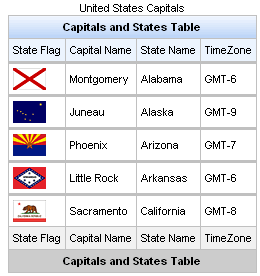 United States Capitals
Capitals and States Table
State Flag Capital Name State Name TimeZone
Montgomery Alabama GMT-6
Juneau Alaska GMT-9
Phoenix Arizona GMT-7
Little Rock Arkansas GMT-6
Sacramento California GMT-8
State Flag Capital Name State Name TimeZone
Capitals and States Table